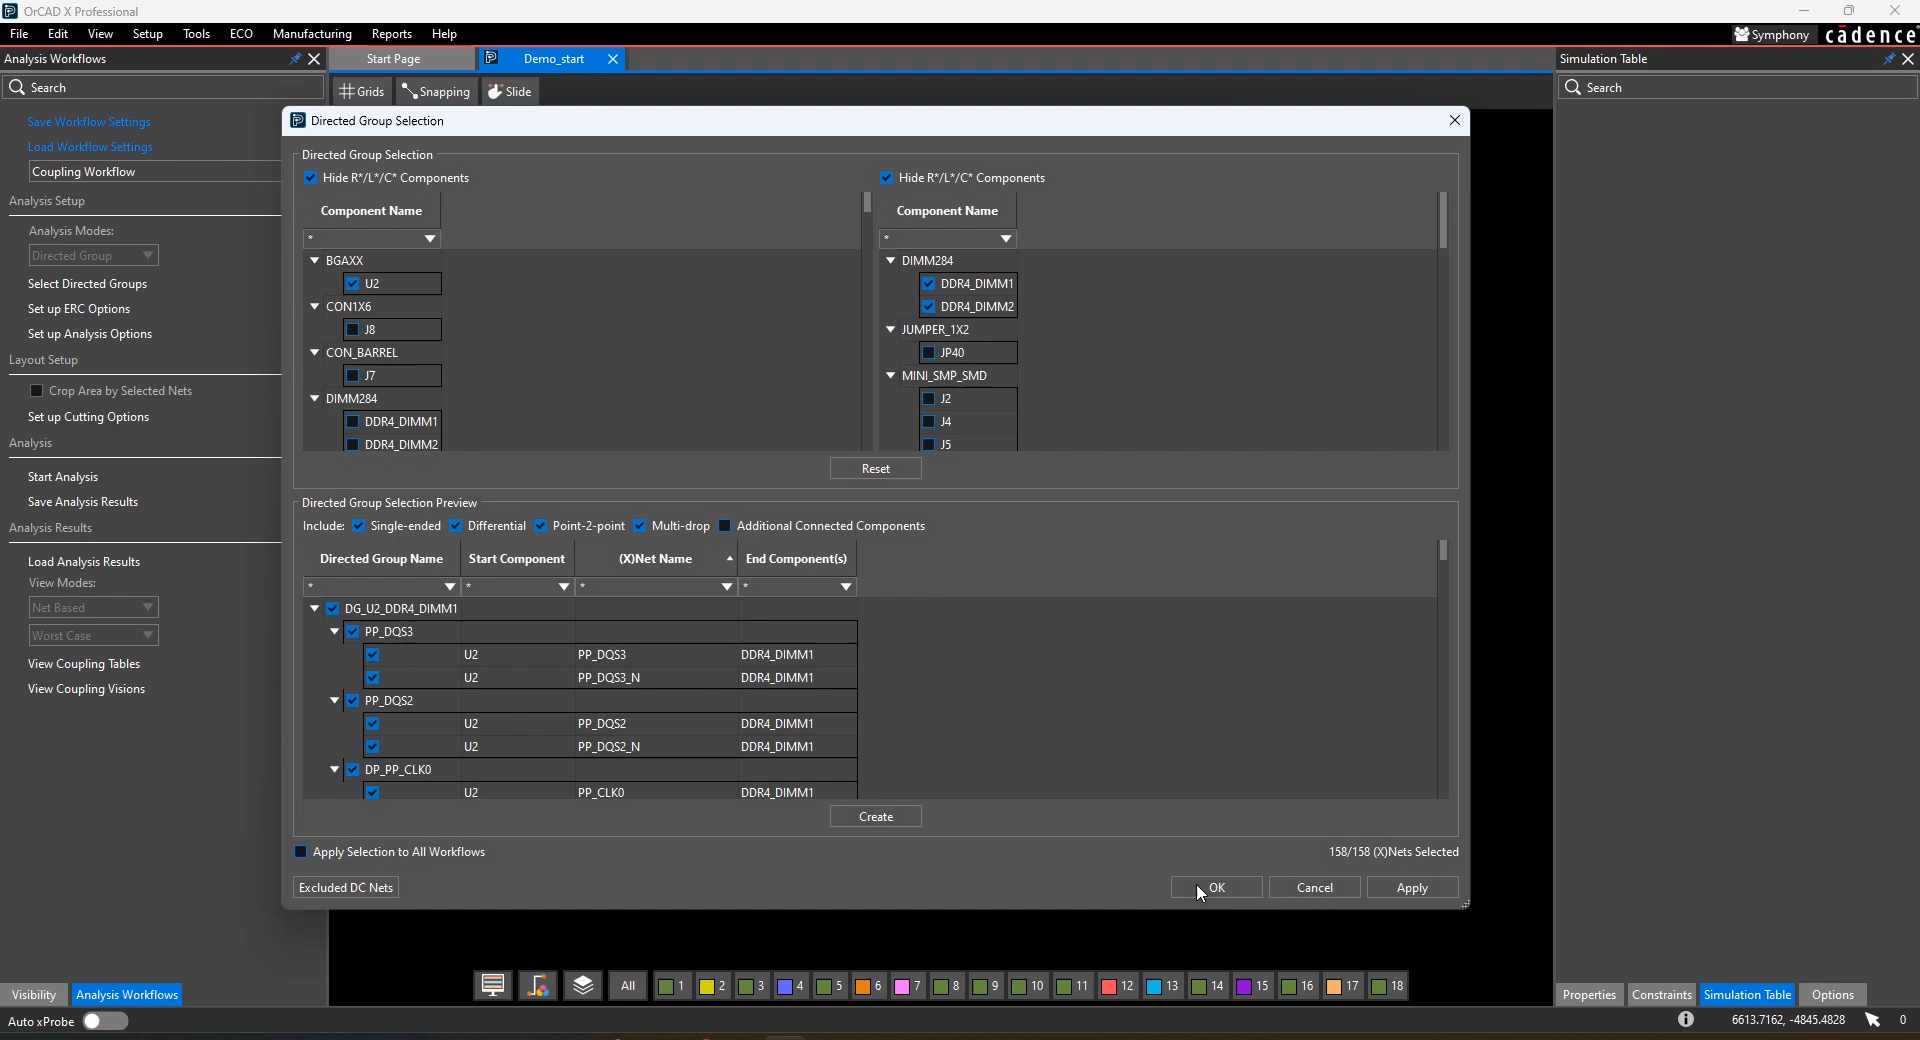 OrCAD X Professional
File Edit View Setup Tools ECO Manufacturing Reports Help
Symphony cādence
Analysis Workflows
Start Page
Demo_start
Simulation Table
Search
Grids
Snapping
Slide
Search
Save Workflow Settings
Load Workflow Settings
Coupling Workflow
Analysis Setup
Analysis Modes:
Directed Group
Select Directed Groups
Set up ERC Options
Set up Analysis Options
Layout Setup
Crop Area by Selected Nets
Set up Cutting Options
Analysis
Start Analysis
Save Analysis Results
Analysis Results
Load Analysis Results
View Modes:
Net Based
Worst Case
View Coupling Tables
View Coupling Visions
Directed Group Selection
Directed Group Selection
Hide R*/L*/C* Components
Component Name
*
BGAXX
U2
CON1X6
J8
CON_BARREL
J7
DIMM284
DDR4_DIMM1
DDR4_DIMM2
Hide R*/L*/C* Components
Component Name
*
DIMM284
DDR4_DIMM1
DDR4_DIMM2
JUMPER_1X2
JP40
MINI_SMP_SMD
J2
J4
J5
Reset
Directed Group Selection Preview
Include: Single-ended Differential Point-2-point Multi-drop Additional Connected Components
Directed Group Name Start Component (X)Net Name End Component(s)
* * * *
DG_U2_DDR4_DIMM1
PP_DQS3
U2 PP_DQS3 DDR4_DIMM1
U2 PP_DQS3_N DDR4_DIMM1
PP_DQS2
U2 PP_DQS2 DDR4_DIMM1
U2 PP_DQS2_N DDR4_DIMM1
DP_PP_CLK0
U2 PP_CLK0 DDR4_DIMM1
Create
Apply Selection to All Workflows
158/158 (X)Nets Selected
Excluded DC Nets
OK Cancel Apply
All 1 2 3 4 5 6 7 8 9 10 11 12 13 14 15 16 17 18
Visibility Analysis Workflows
Properties Constraints Simulation Table Options
Auto xProbe
6613.7162, -4845.4828 0